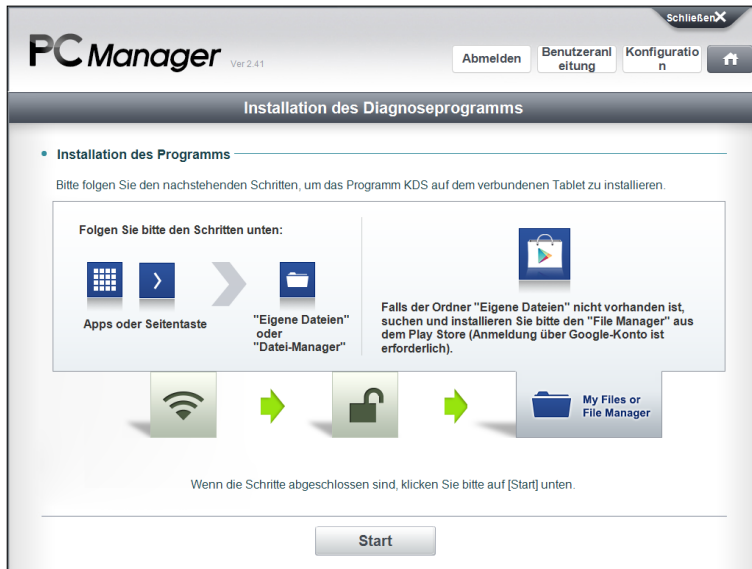 Schließen X
PC Manager Ver 2.41
Abmelden
Benutzeranl
eitung
Konfiguratio
n
Installation des Diagnoseprogramms
Installation des Programms
Bitte folgen Sie den nachstehenden Schritten, um das Programm KDS auf dem verbundenen Tablet zu installieren.
Folgen Sie bitte den Schritten unten:
Apps oder Seitentaste
"Eigene Dateien"
oder
"Datei-Manager"
Falls der Ordner "Eigene Dateien" nicht vorhanden ist,
suchen und installieren Sie bitte den "File Manager" aus
dem Play Store (Anmeldung über Google-Konto ist
erforderlich).
My Files or
File Manager
Wenn die Schritte abgeschlossen sind, klicken Sie bitte auf [Start] unten.
Start